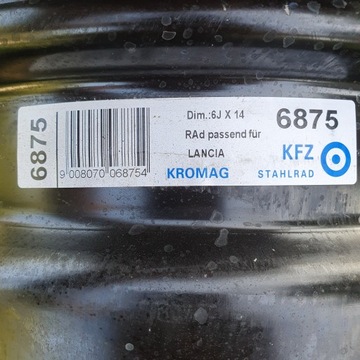 6875
9 008070 068754
Dim.:6J X 14
RAd passend für
LANCIA
KROMAG
6875
KFZ
STAHLRAD